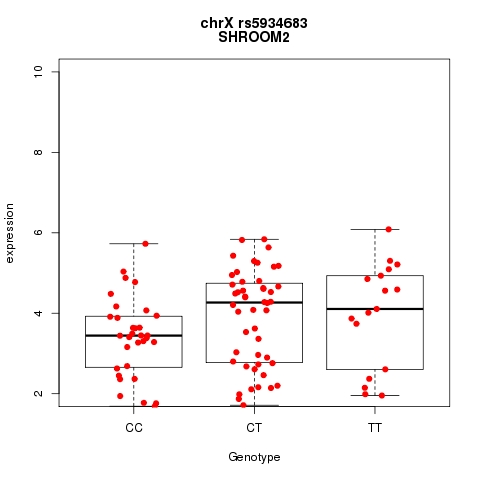 chrX rs5934683
SHROOM2
10
8
6
4
2
expression
CC CT TT
Genotype